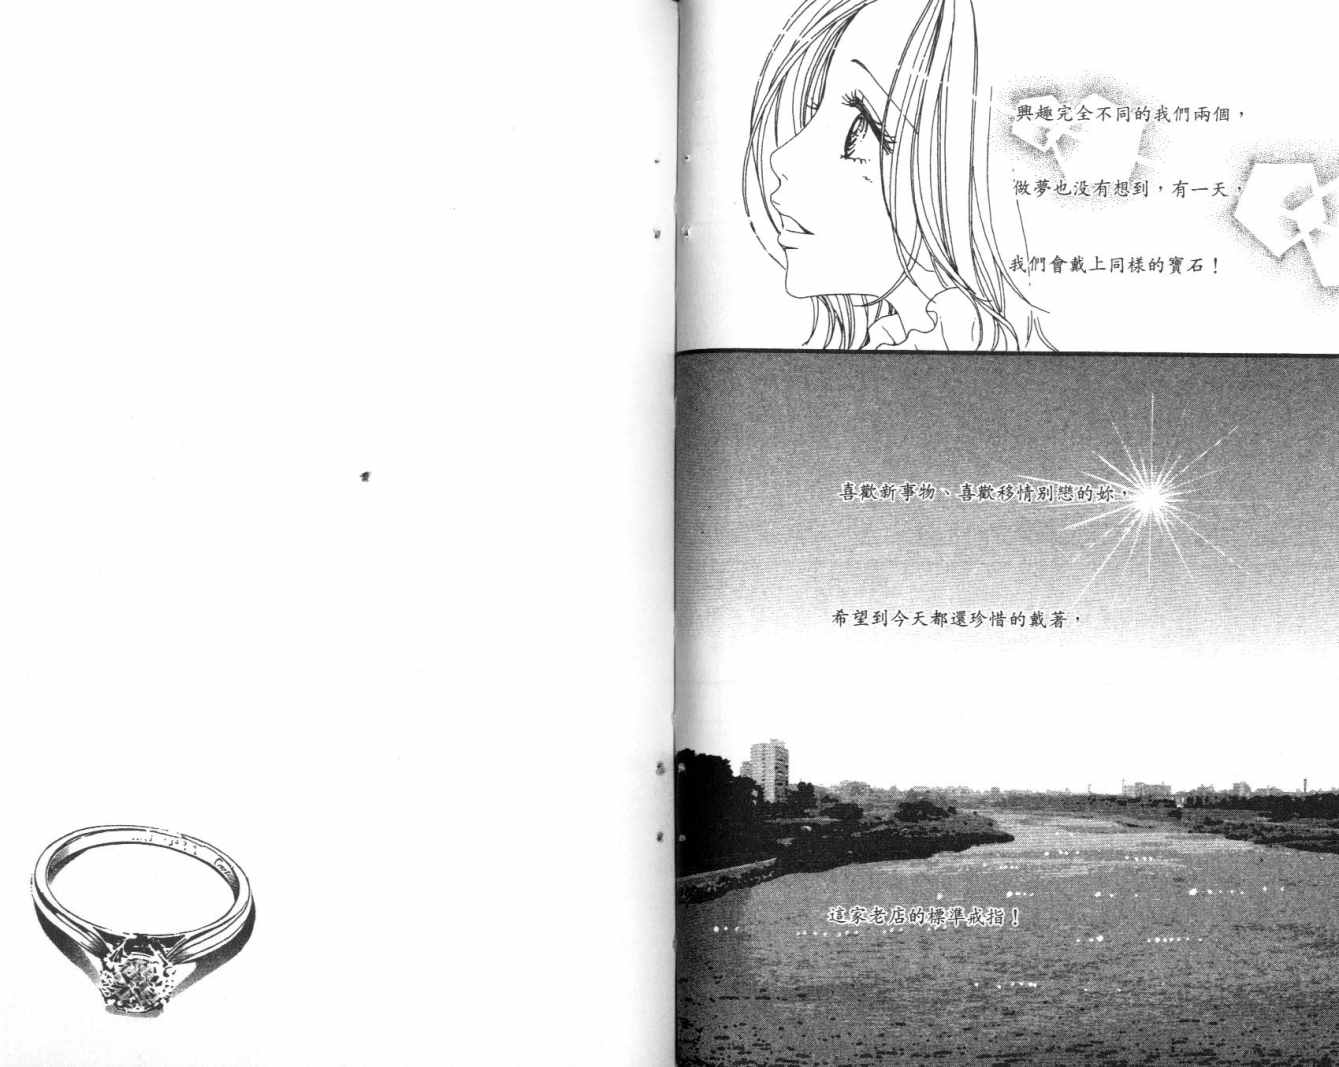 興趣完全不同的我們兩個，
做夢也沒有想到，有一天，
我們會戴上同樣的寶石！
喜歡新事物、喜歡移情別戀的妳，
希望到今天都還珍惜的戴著，
這家老店的標準戒指！